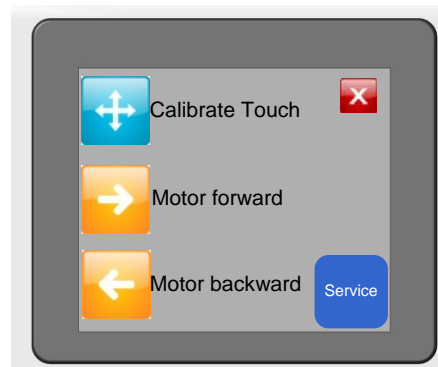 Calibrate Touch
X
Motor forward
Motor backward
Service